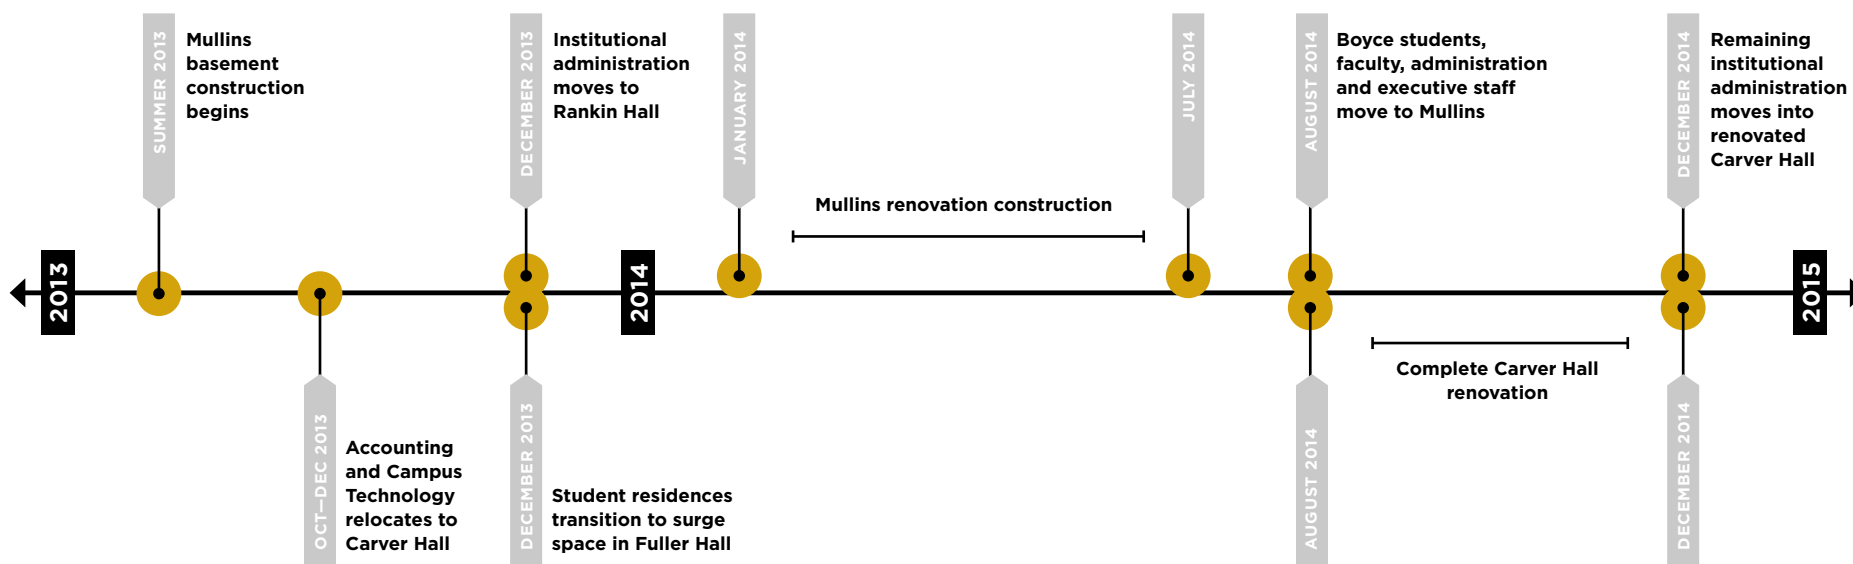 SUMMER 2013
Mullins
basement
construction
begins
DECEMBER 2013
Institutional
administration
moves to
Rankin Hall
JANUARY 2014
JULY 2014
AUGUST 2014
Boyce students,
faculty, administration
and executive staff
move to Mullins
DECEMBER 2014
Remaining
institutional
administration
moves into
renovated
Carver Hall
Mullins renovation construction
2013
2014
2015
Complete Carver Hall
renovation
OCT—DEC 2013
Accounting
and Campus
Technology
relocates to
Carver Hall
DECEMBER 2013
Student residences
transition to surge
space in Fuller Hall
AUGUST 2014
DECEMBER 2014